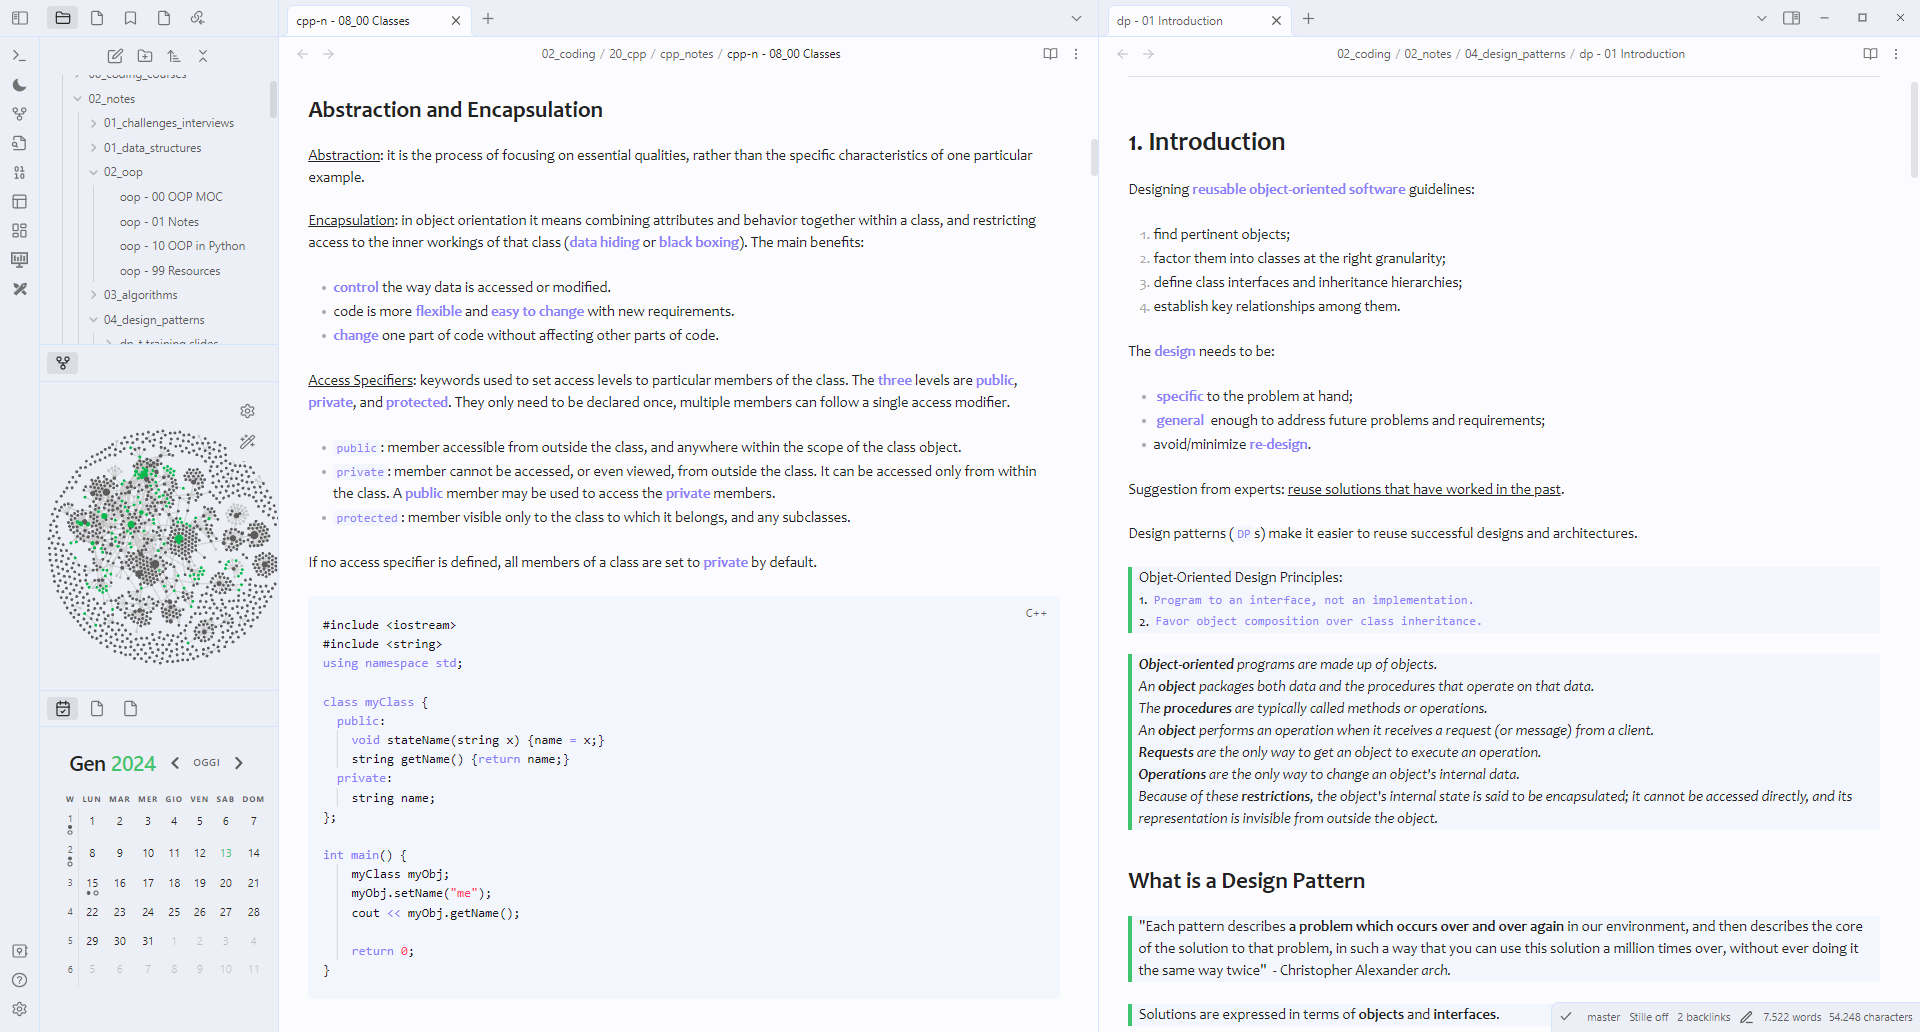 cpp-n - 08_00 Classes
dp - 01 Introduction
00_coding_courses
02_notes
01_challenges_interviews
01_data_structures
02_oop
oop - 00 OOP MOC
oop - 01 Notes
oop - 10 OOP in Python
oop - 99 Resources
03_algorithms
04_design_patterns
dp-t training slides
Gen 2024
OGGI
W LUN MAR MER GIO VEN SAB DOM
1 1 2 3 4 5 6 7
2 8 9 10 11 12 13 14
3 15 16 17 18 19 20 21
4 22 23 24 25 26 27 28
5 29 30 31 1 2 3 4
6 5 6 7 8 9 10 11
02_coding / 20_cpp / cpp_notes / cpp-n - 08_00 Classes
Abstraction and Encapsulation
Abstraction: it is the process of focusing on essential qualities, rather than the specific characteristics of one particular
example.
Encapsulation: in object orientation it means combining attributes and behavior together within a class, and restricting
access to the inner workings of that class (data hiding or black boxing). The main benefits:
control the way data is accessed or modified.
code is more flexible and easy to change with new requirements.
change one part of code without affecting other parts of code.
Access Specifiers: keywords used to set access levels to particular members of the class. The three levels are public,
private, and protected. They only need to be declared once, multiple members can follow a single access modifier.
public : member accessible from outside the class, and anywhere within the scope of the class object.
private : member cannot be accessed, or even viewed, from outside the class. It can be accessed only from within
the class. A public member may be used to access the private members.
protected : member visible only to the class to which it belongs, and any subclasses.
If no access specifier is defined, all members of a class are set to private by default.
C++
#include <iostream>
#include <string>
using namespace std;
class myClass {
public:
void stateName(string x) {name = x;}
string getName() {return name;}
private:
string name;
};
int main() {
myClass myObj;
myObj.setName("me");
cout << myObj.getName();
return 0;
}
02_coding / 02_notes / 04_design_patterns / dp - 01 Introduction
1. Introduction
Designing reusable object-oriented software guidelines:
1. find pertinent objects;
2. factor them into classes at the right granularity;
3. define class interfaces and inheritance hierarchies;
4. establish key relationships among them.
The design needs to be:
specific to the problem at hand;
general enough to address future problems and requirements;
avoid/minimize re-design.
Suggestion from experts: reuse solutions that have worked in the past.
Design patterns ( DP s) make it easier to reuse successful designs and architectures.
Objet-Oriented Design Principles:
1. Program to an interface, not an implementation.
2. Favor object composition over class inheritance.
Object-oriented programs are made up of objects.
An object packages both data and the procedures that operate on that data.
The procedures are typically called methods or operations.
An object performs an operation when it receives a request (or message) from a client.
Requests are the only way to get an object to execute an operation.
Operations are the only way to change an object's internal data.
Because of these restrictions, the object's internal state is said to be encapsulated; it cannot be accessed directly, and its
representation is invisible from outside the object.
What is a Design Pattern
"Each pattern describes a problem which occurs over and over again in our environment, and then describes the core
of the solution to that problem, in such a way that you can use this solution a million times over, without ever doing it
the same way twice" - Christopher Alexander arch.
Solutions are expressed in terms of objects and interfaces.
master Stille off 2 backlinks 7.522 words 54.248 characters